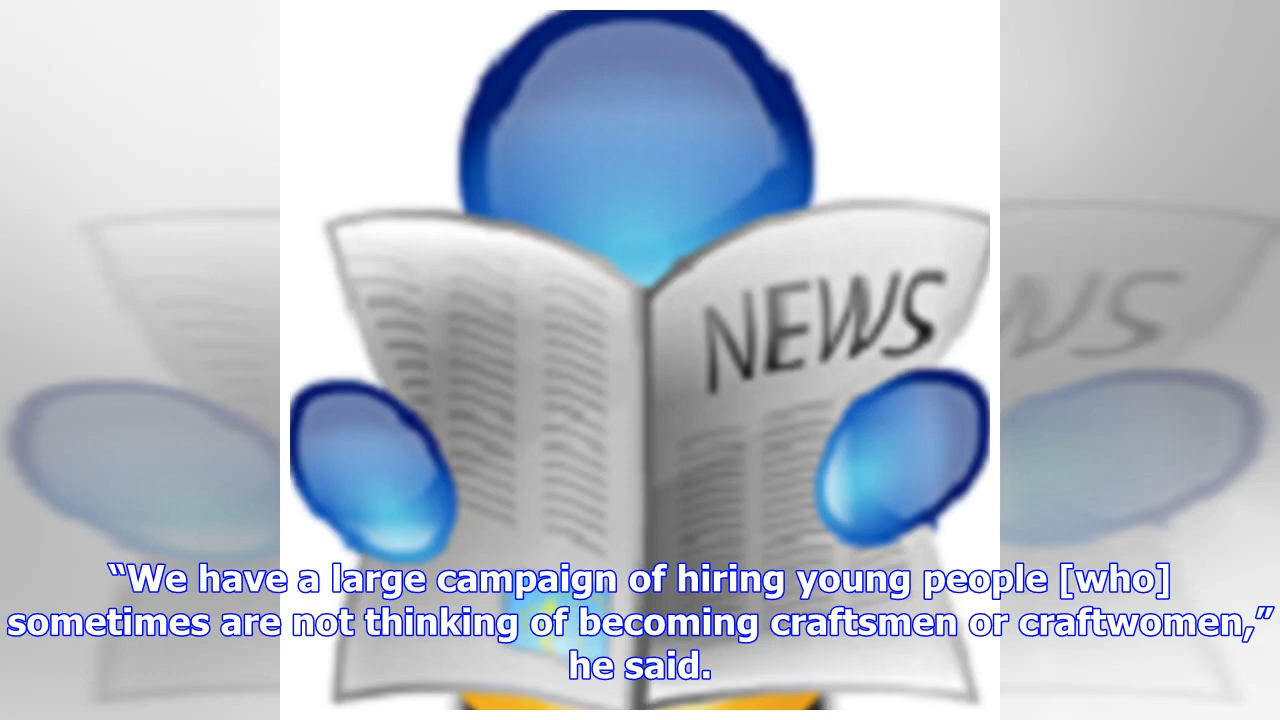 NEWS
“We have a large campaign of hiring young people [who]
sometimes are not thinking of becoming craftsmen or craftwomen,”
he said.